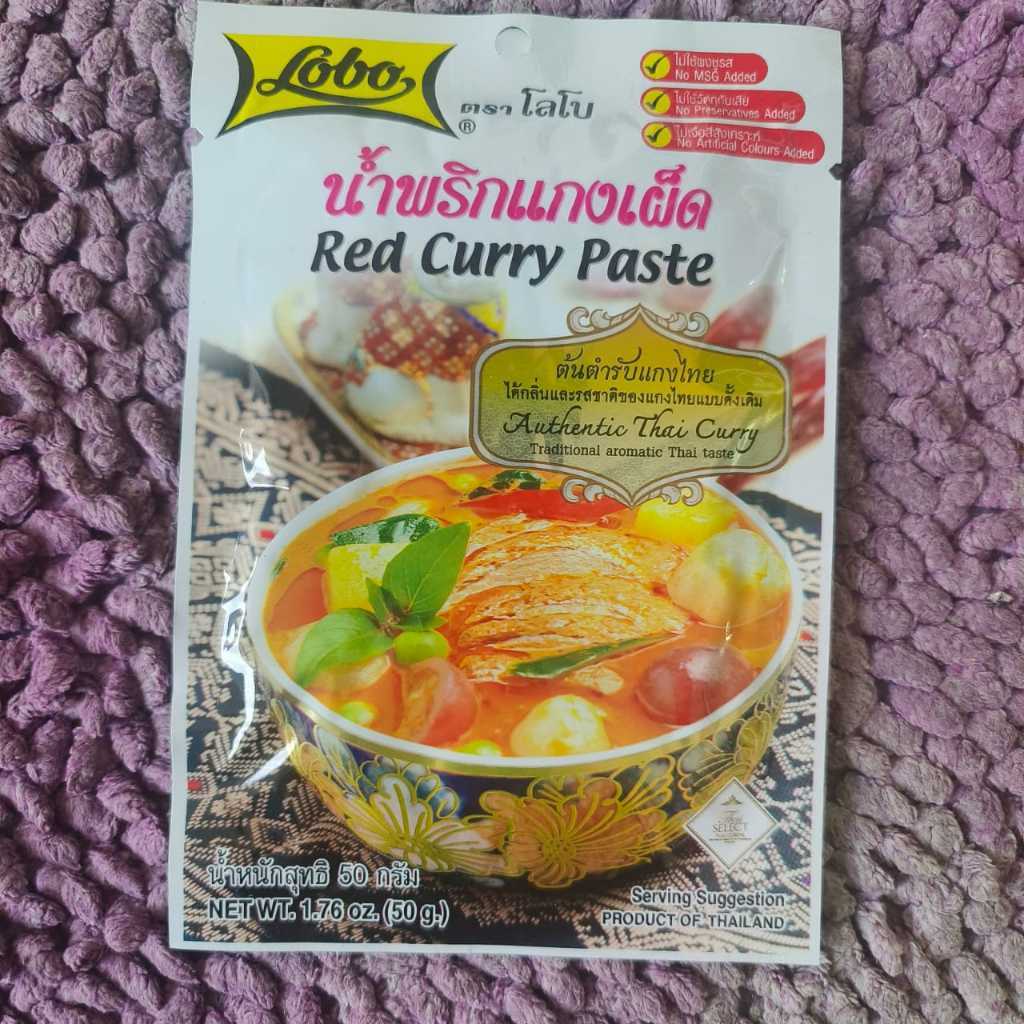 Lobo
ตรา โลโบ
®
ไม่ใช้ผงชูรส
No MSG Added
ไม่ใช้วัตถุกันเสีย
No Preservatives Added
ไม่เจือสีสังเคราะห์
No Artificial Colours Added
น้ำพริกแกงเผ็ด
Red Curry Paste
ต้นตำรับแกงไทย
ได้กลิ่นและรสชาติของแกงไทยแบบดั้งเดิม
Authentic Thai Curry
Traditional aromatic Thai taste
Thai
SELECT
น้ำหนักสุทธิ 50 กรัม
NET WT. 1.76 oz. (50 g.)
Serving Suggestion
PRODUCT OF THAILAND